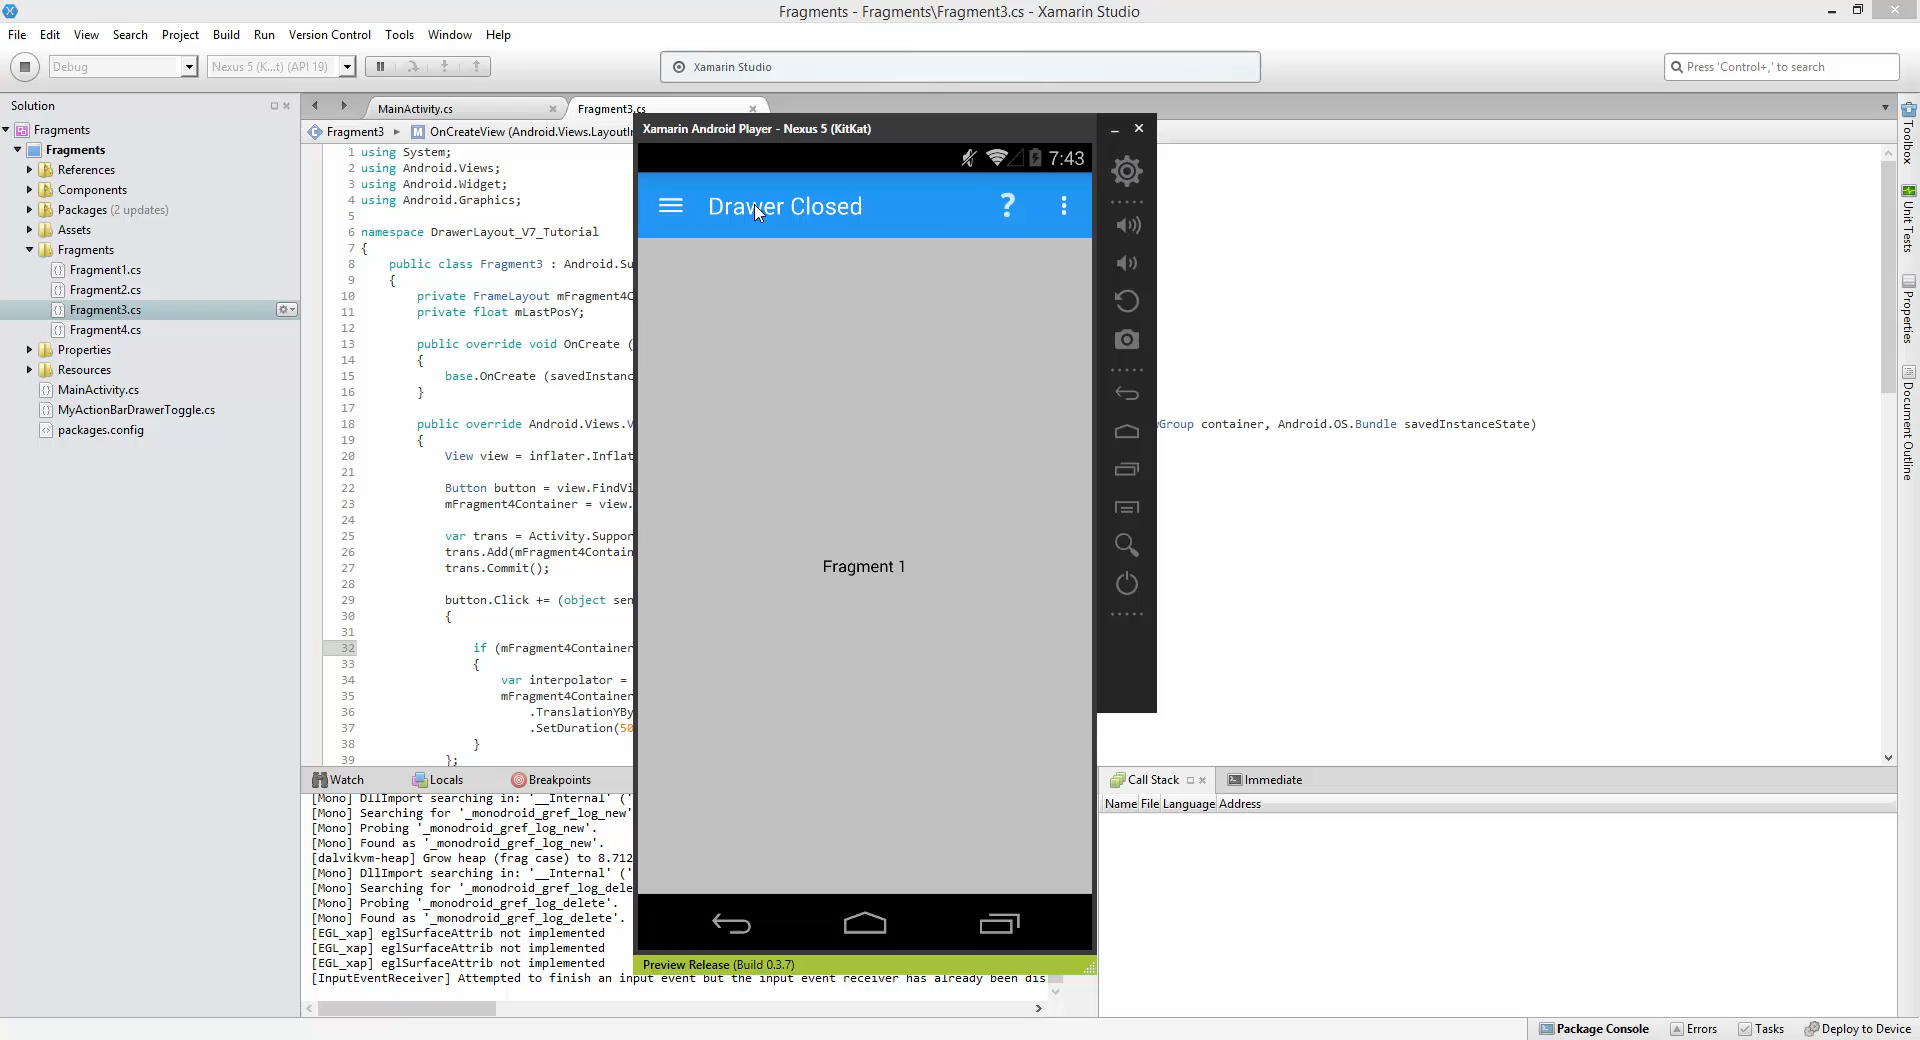 Fragments - Fragments\Fragment3.cs - Xamarin Studio
File Edit View Search Project Build Run Version Control Tools Window Help
Debug
Nexus 5 (K...t) (API 19)
Xamarin Studio
Press 'Control+,' to search
Solution
Fragments
Fragments
References
Components
Packages (2 updates)
Assets
Fragments
Fragment1.cs
Fragment2.cs
Fragment3.cs
Fragment4.cs
Properties
Resources
MainActivity.cs
MyActionBarDrawerToggle.cs
packages.config
MainActivity.cs
Fragment3.cs
Fragment3
OnCreateView (Android.Views.LayoutIn
1 using System;
2 using Android.Views;
3 using Android.Widget;
4 using Android.Graphics;
5
6 namespace DrawerLayout_V7_Tutorial
7 {
8 public class Fragment3 : Android.Su
9 {
10 private FrameLayout mFragment4C
11 private float mLastPosY;
12
13 public override void OnCreate (
14 {
15 base.OnCreate (savedInstanc
16 }
17
18 public override Android.Views.V
wGroup container, Android.OS.Bundle savedInstanceState)
19 {
20 View view = inflater.Inflat
21
22 Button button = view.FindVi
23 mFragment4Container = view.
24
25 var trans = Activity.Suppor
26 trans.Add(mFragment4Contain
27 trans.Commit();
28
29 button.Click += (object sen
30 {
31
32 if (mFragment4Container
33 {
34 var interpolator =
35 mFragment4Container
36 .TranslationYBy
37 .SetDuration(50
38 }
39 };
Xamarin Android Player - Nexus 5 (KitKat)
7:43
Drawer Closed
?
Fragment 1
Preview Release (Build 0.3.7)
Watch
Locals
Breakpoints
[Mono] DllImport searching in: '__Internal' ('
[Mono] Searching for '_monodroid_gref_log_new'
[Mono] Probing '_monodroid_gref_log_new'.
[Mono] Found as '_monodroid_gref_log_new'.
[dalvikvm-heap] Grow heap (frag case) to 8.712
[Mono] DllImport searching in: '__Internal' ('
[Mono] Searching for '_monodroid_gref_log_dele
[Mono] Probing '_monodroid_gref_log_delete'.
[Mono] Found as '_monodroid_gref_log_delete'.
[EGL_xap] eglSurfaceAttrib not implemented
[EGL_xap] eglSurfaceAttrib not implemented
[EGL_xap] eglSurfaceAttrib not implemented
[InputEventReceiver] Attempted to finish an input event but the input event receiver has already been dis
Call Stack
Immediate
Name File Language Address
Toolbox
Unit Tests
Properties
Document Outline
Package Console
Errors
Tasks
Deploy to Device